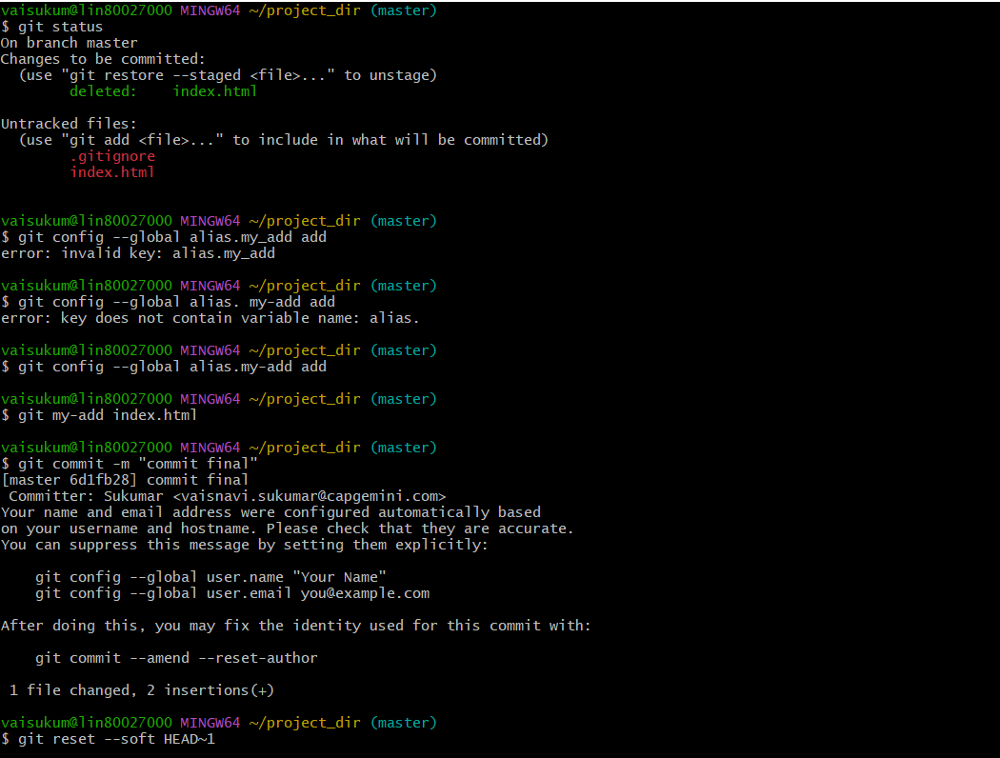 vaisukum@lin80027000 MINGW64 ~/project_dir (master)
$ git status
On branch master
Changes to be committed:
  (use "git restore --staged <file>..." to unstage)
        deleted:    index.html

Untracked files:
  (use "git add <file>..." to include in what will be committed)
        .gitignore
        index.html

vaisukum@lin80027000 MINGW64 ~/project_dir (master)
$ git config --global alias.my_add add
error: invalid key: alias.my_add

vaisukum@lin80027000 MINGW64 ~/project_dir (master)
$ git config --global alias. my-add add
error: key does not contain variable name: alias.

vaisukum@lin80027000 MINGW64 ~/project_dir (master)
$ git config --global alias.my-add add

vaisukum@lin80027000 MINGW64 ~/project_dir (master)
$ git my-add index.html

vaisukum@lin80027000 MINGW64 ~/project_dir (master)
$ git commit -m "commit final"
[master 6d1fb28] commit final
 Committer: Sukumar <vaisnavi.sukumar@capgemini.com>
Your name and email address were configured automatically based
on your username and hostname. Please check that they are accurate.
You can suppress this message by setting them explicitly:

    git config --global user.name "Your Name"
    git config --global user.email you@example.com

After doing this, you may fix the identity used for this commit with:

    git commit --amend --reset-author

 1 file changed, 2 insertions(+)

vaisukum@lin80027000 MINGW64 ~/project_dir (master)
$ git reset --soft HEAD~1